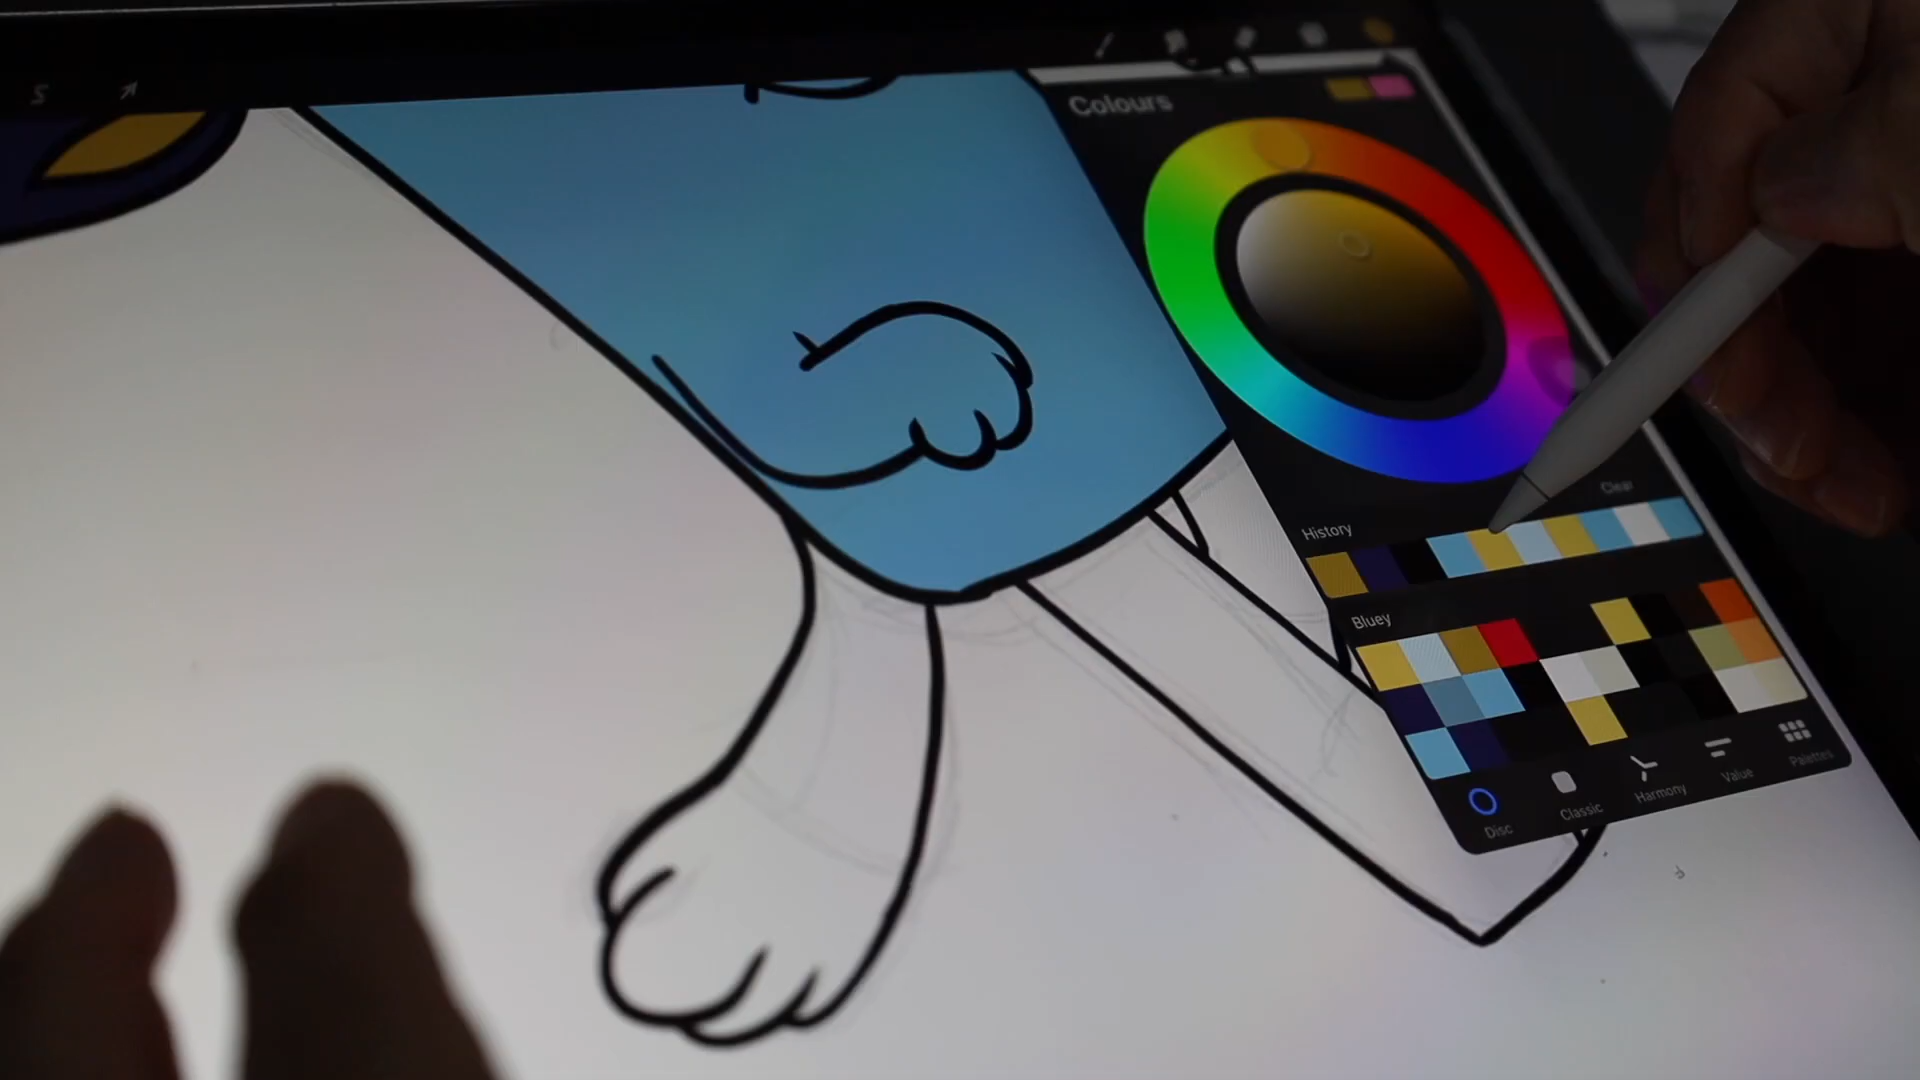 Colours
Clear
History
Bluey
Disc
Classic
Harmony
Value
Palettes